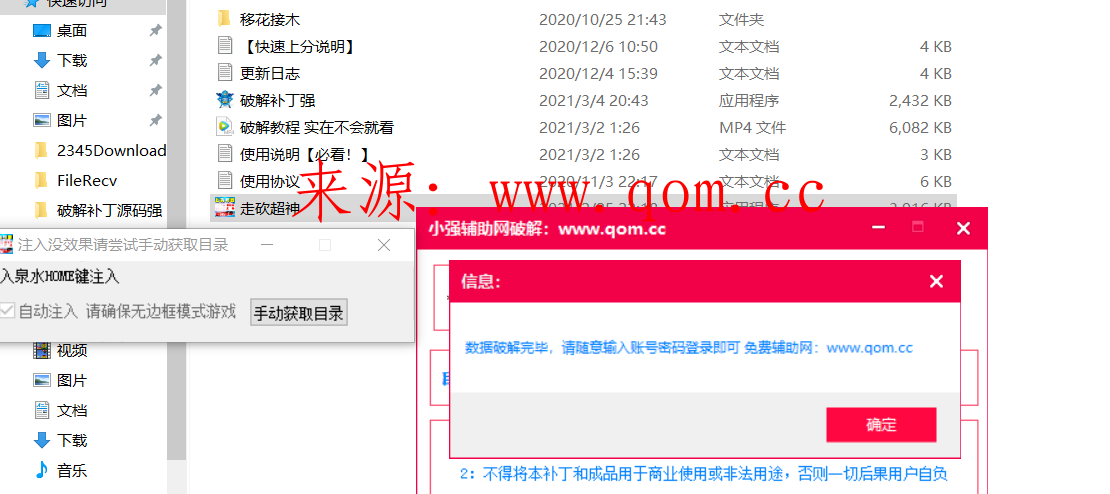 快速访问
桌面
下载
文档
图片
2345Download
FileRecv
破解补丁源码强
移花接木 2020/10/25 21:43 文件夹
【快速上分说明】 2020/12/6 10:50 文本文档 4 KB
更新日志 2020/12/4 15:39 文本文档 4 KB
破解补丁强 2021/3/4 20:43 应用程序 2,432 KB
破解教程 实在不会就看 2021/3/2 1:26 MP4 文件 6,082 KB
使用说明【必看！】 2021/3/2 1:26 文本文档 3 KB
使用协议 2020/11/3 22:17 文本文档 6 KB
走砍超神
来源：www.qom.cc
注入没效果请尝试手动获取目录
入泉水HOME键注入
自动注入 请确保无边框模式游戏 手动获取目录
视频
图片
文档
下载
音乐
小强辅助网破解：www.qom.cc
信息：
数据破解完毕，请随意输入账号密码登录即可 免费辅助网：www.qom.cc
确定
2：不得将本补丁和成品用于商业使用或非法用途，否则一切后果用户自负